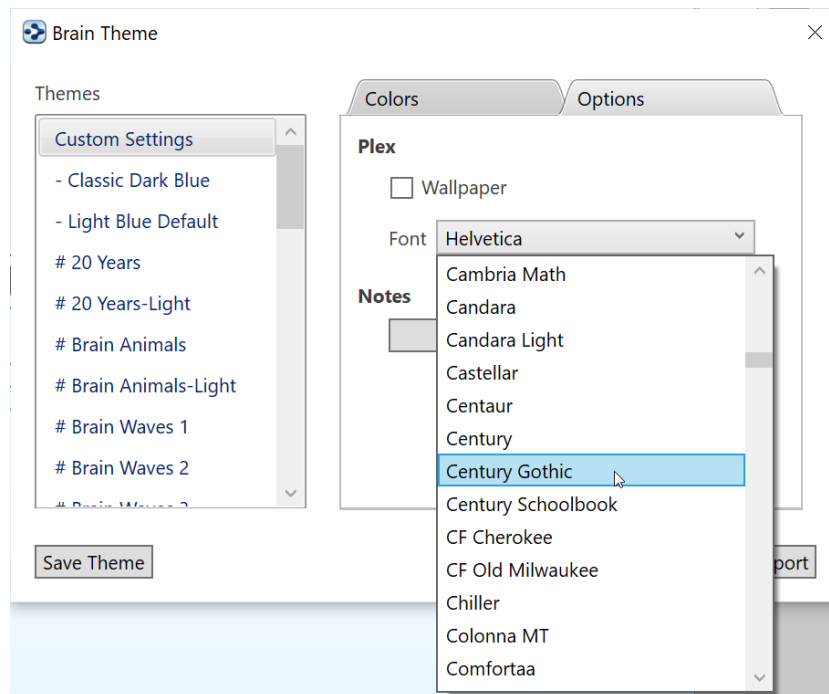 Brain Theme
Themes
Custom Settings
- Classic Dark Blue
- Light Blue Default
# 20 Years
# 20 Years-Light
# Brain Animals
# Brain Animals-Light
# Brain Waves 1
# Brain Waves 2
Save Theme
Colors
Options
Plex
Wallpaper
Font
Helvetica
Notes
Cambria Math
Candara
Candara Light
Castellar
Centaur
Century
Century Gothic
Century Schoolbook
CF Cherokee
CF Old Milwaukee
Chiller
Colonna MT
Comfortaa
port